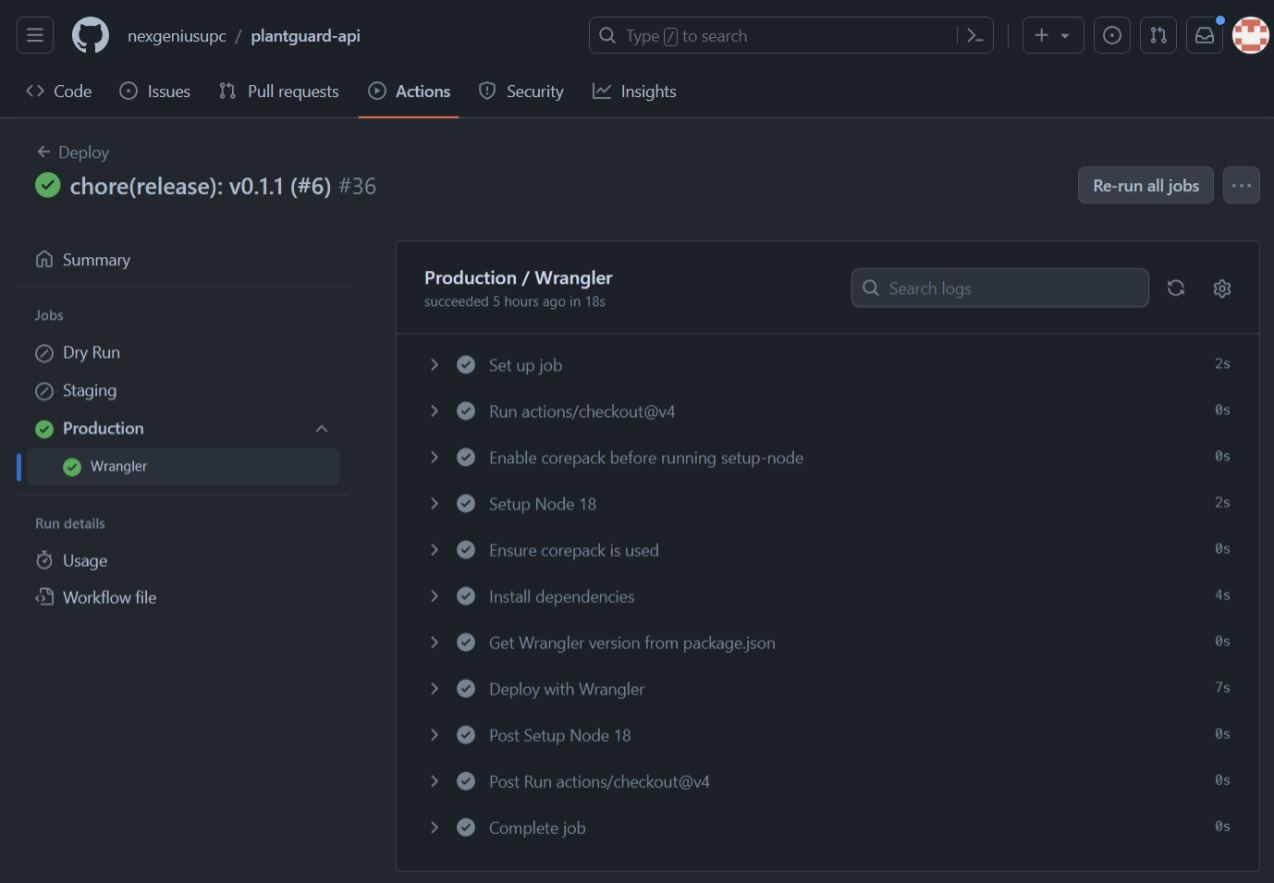 nexgeniusupc / plantguard-api
Type / to search
Code Issues Pull requests Actions Security Insights
Deploy
chore(release): v0.1.1 (#6) #36
Re-run all jobs
Summary
Jobs
Dry Run
Staging
Production
Wrangler
Run details
Usage
Workflow file
Production / Wrangler
succeeded 5 hours ago in 18s
Search logs
Set up job 2s
Run actions/checkout@v4 0s
Enable corepack before running setup-node 0s
Setup Node 18 2s
Ensure corepack is used 0s
Install dependencies 4s
Get Wrangler version from package.json 0s
Deploy with Wrangler 7s
Post Setup Node 18 0s
Post Run actions/checkout@v4 0s
Complete job 0s